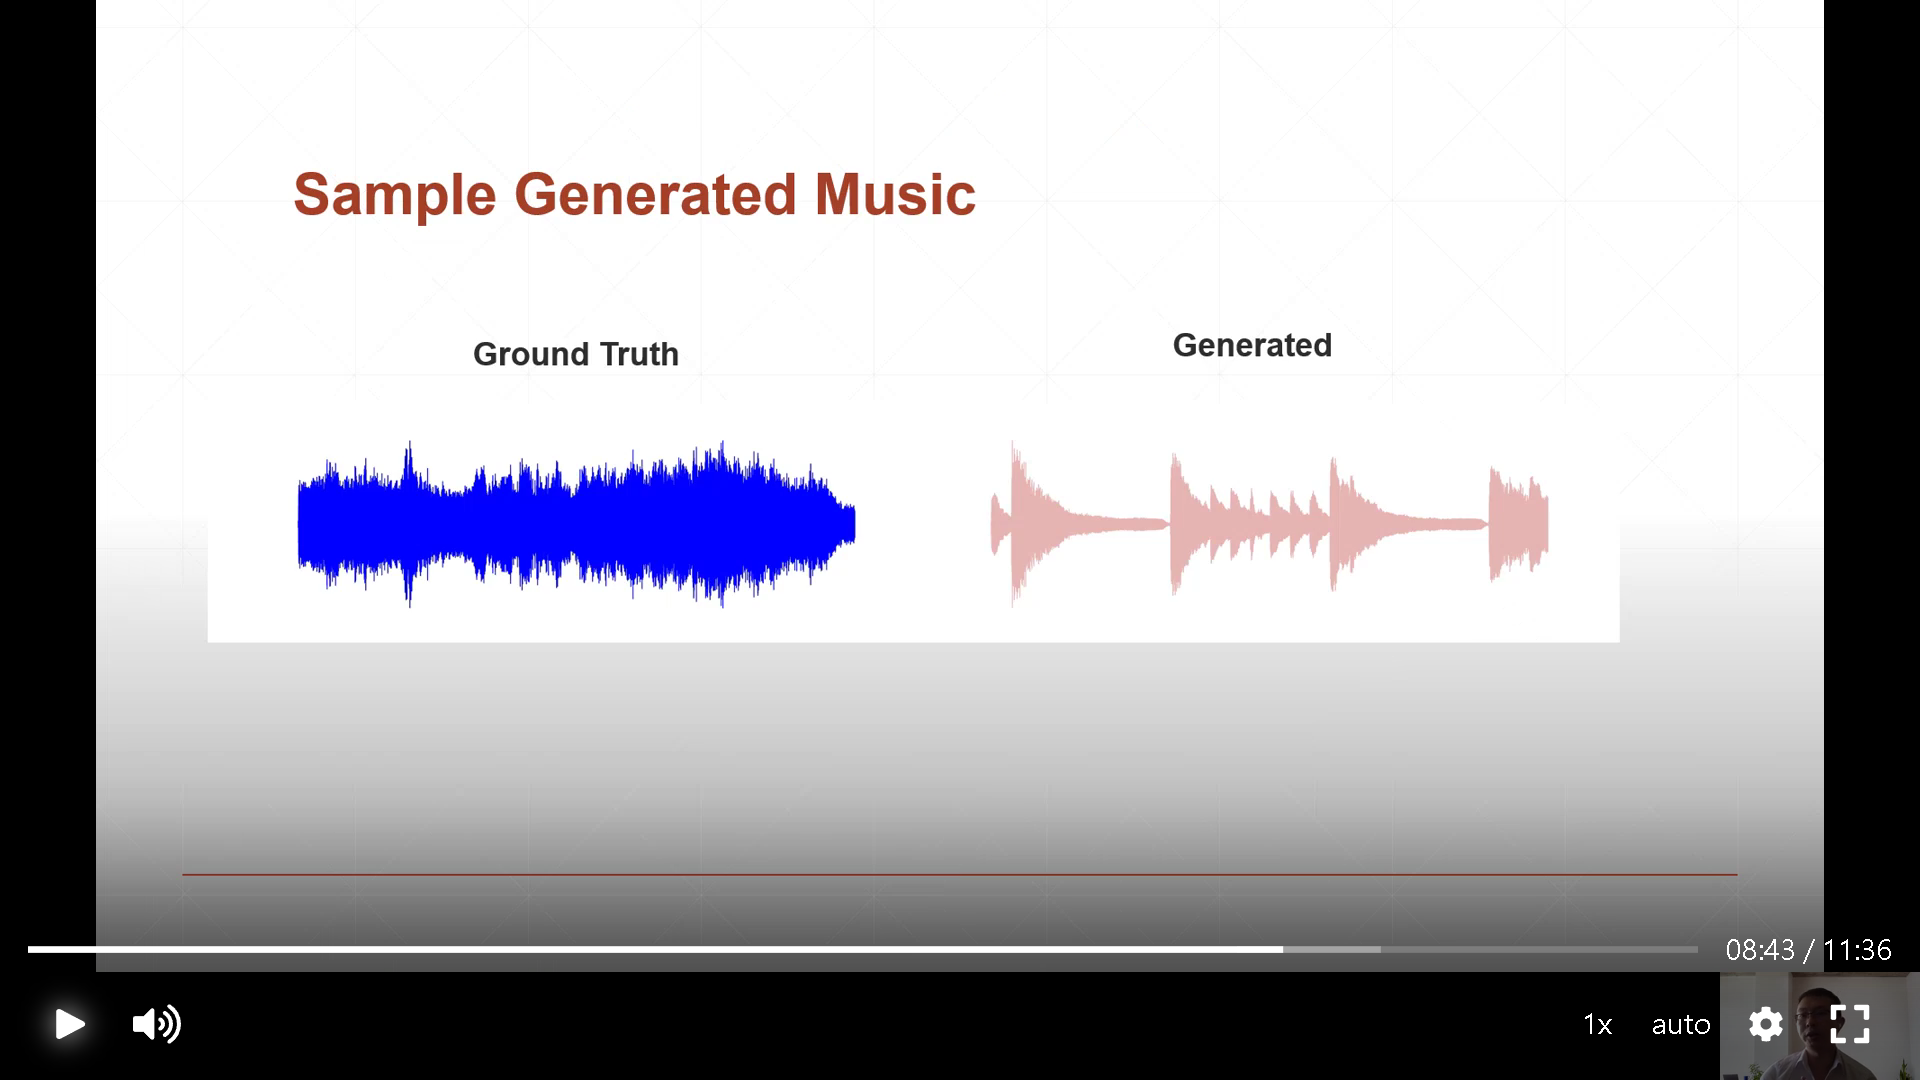 Sample Generated Music
Ground Truth
Generated
08:43 / 11:36
1x
auto